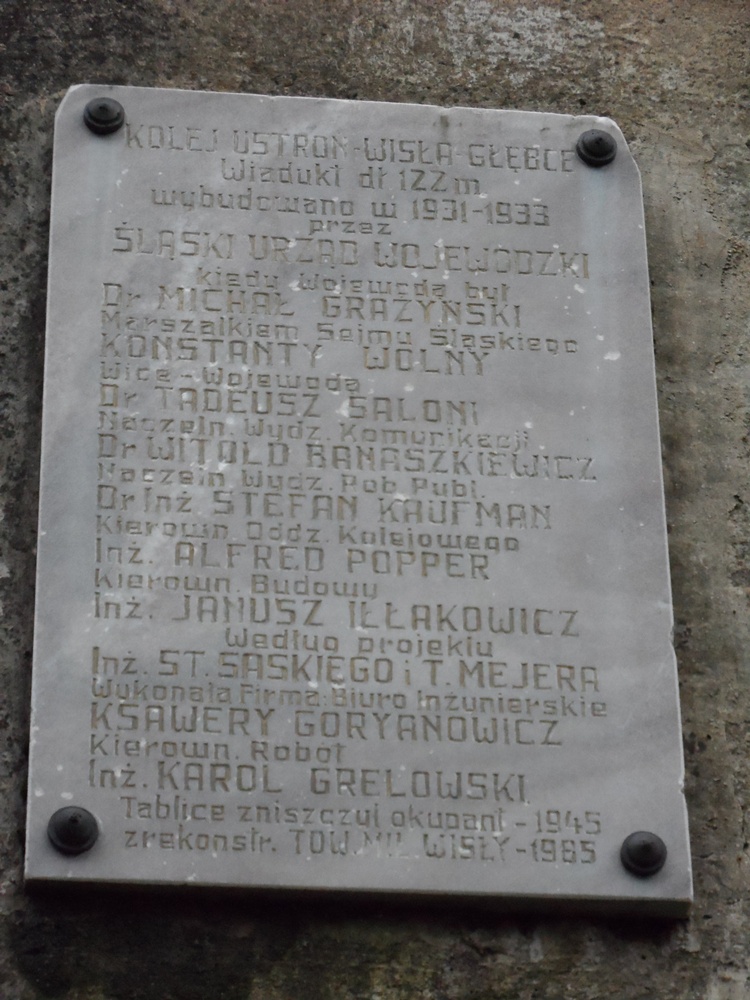 KOLEJ USTROŃ-WISŁA-GŁĘBCE
Wiadukt dł 122 m
wybudowano w 1931-1933
przez
ŚLĄSKI URZĄD WOJEWÓDZKI
kiedy Wojewodą był
Dr MICHAŁ GRAŻYŃSKI
Marszałkiem Sejmu Śląskiego
KONSTANTY WOLNY
Wice-Wojewodą
Dr TADEUSZ SALONI
Naczeln. Wydz. Komunikacji
Dr WITOLD BANASZKIEWICZ
Naczeln Wydz. Rob Publ.
Dr Inż STEFAN KAUFMAN
Kierown. Oddz. Kolejowego
Inż. ALFRED POPPER
Kierown. Budowy
Inż. JANUSZ IŁŁAKOWICZ
Według projektu
Inż. ST. SASKIEGO i T. MEJERA
Wykonała Firma: Biuro Inżynierskie
KSAWERY GORYANOWICZ
Kierown. Robót
Inż. KAROL GRELOWSKI
Tablice zniszczył okupant - 1945
zrekonstr. TOW. MIŁ. WISŁY - 1985